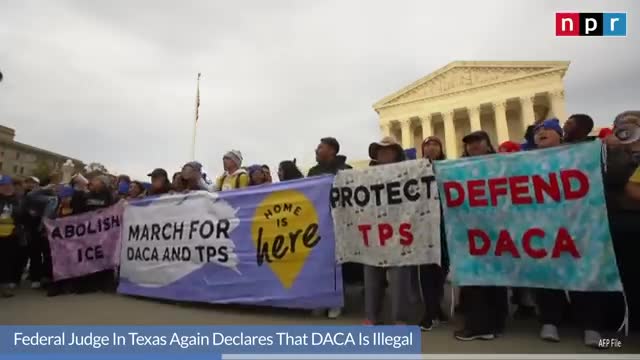 npr
ABOLISH
ICE
MARCH FOR
DACA AND TPS
HOME IS
here
PROTECT
TPS
DEFEND
DACA
Federal Judge In Texas Again Declares That DACA Is Illegal
AFP File